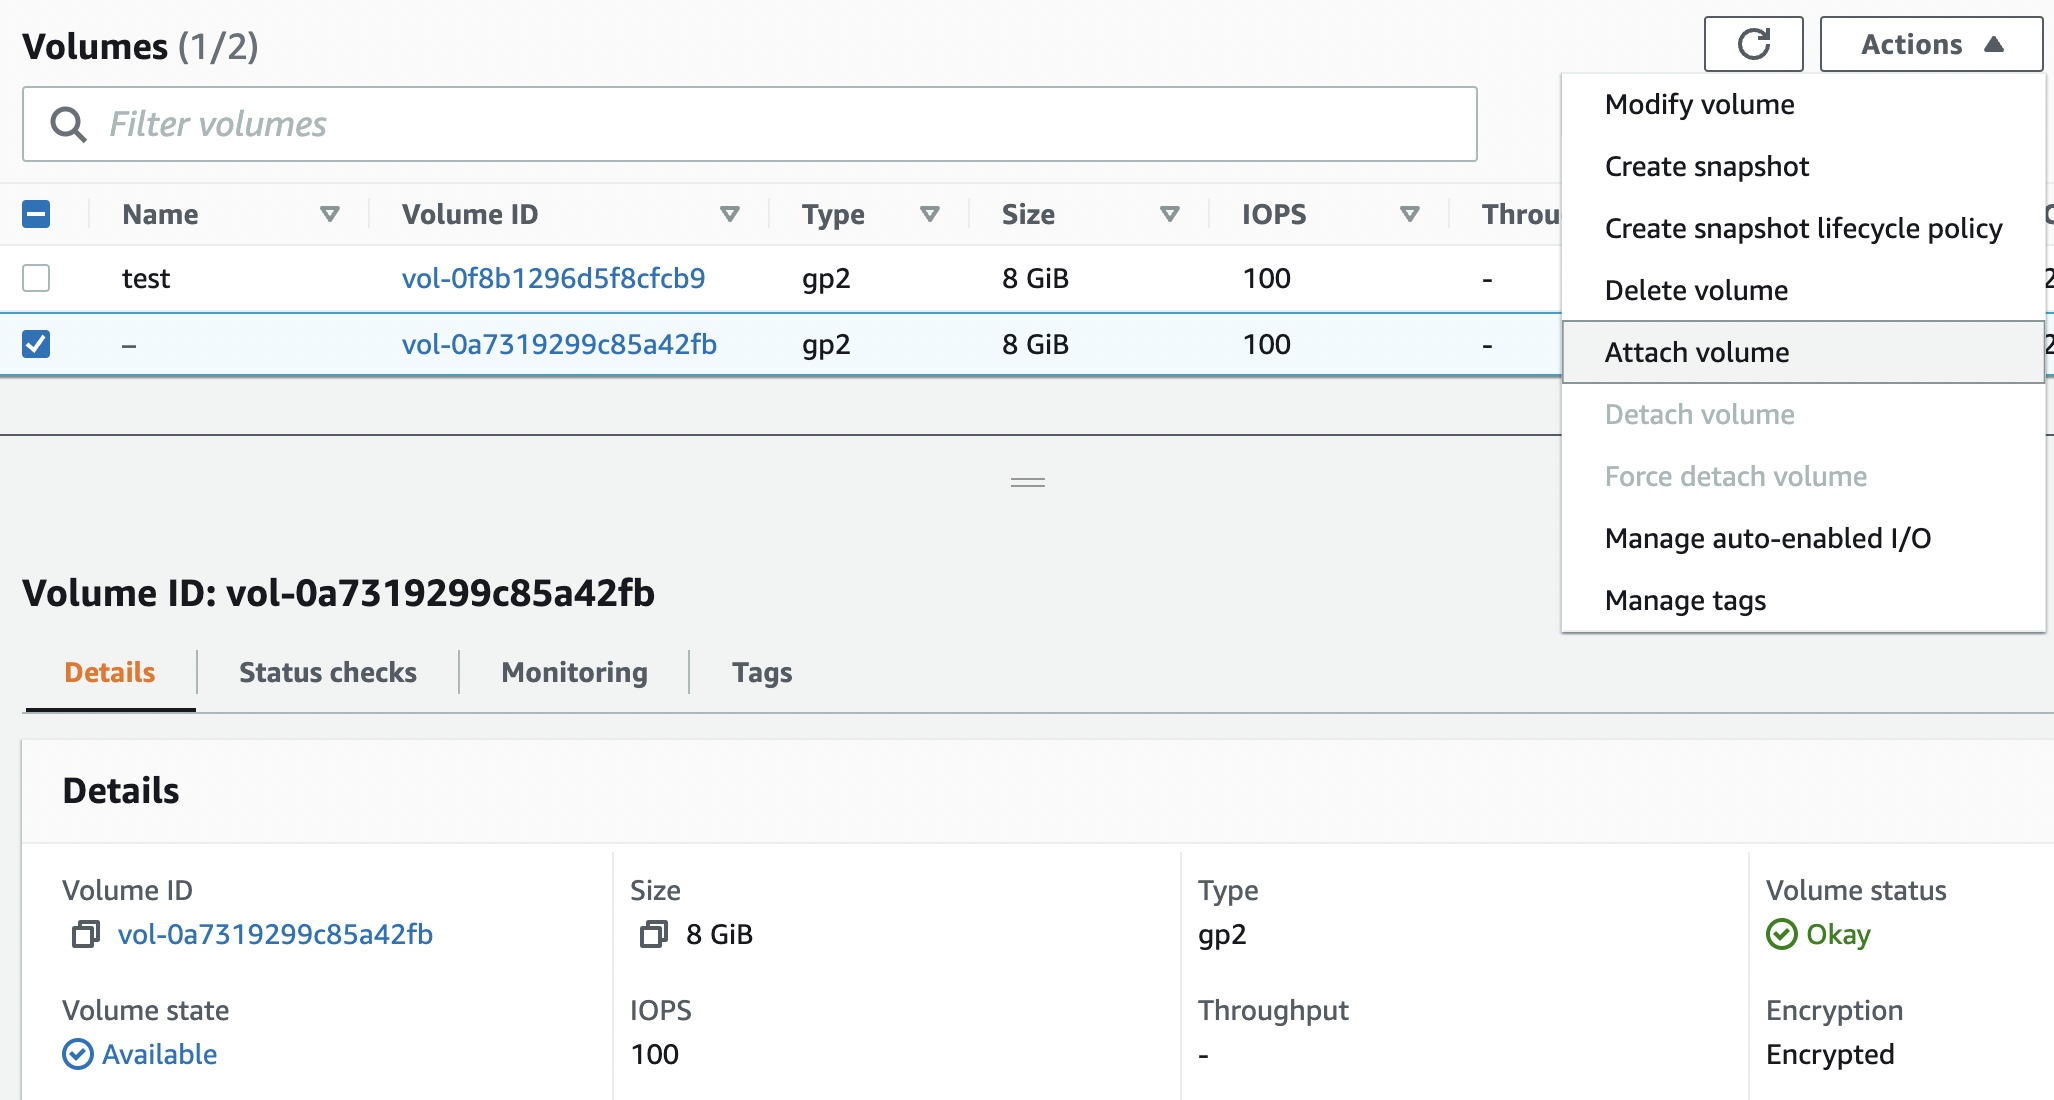 Volumes (1/2)
Actions
Filter volumes
Modify volume
Create snapshot
Create snapshot lifecycle policy
Delete volume
Attach volume
Detach volume
Force detach volume
Manage auto-enabled I/O
Manage tags
Name Volume ID Type Size IOPS Throu
test vol-0f8b1296d5f8cfcb9 gp2 8 GiB 100 -
– vol-0a7319299c85a42fb gp2 8 GiB 100 -
Volume ID: vol-0a7319299c85a42fb
Details Status checks Monitoring Tags
Details
Volume ID
vol-0a7319299c85a42fb
Size
8 GiB
Type
gp2
Volume status
Okay
Volume state
Available
IOPS
100
Throughput
-
Encryption
Encrypted